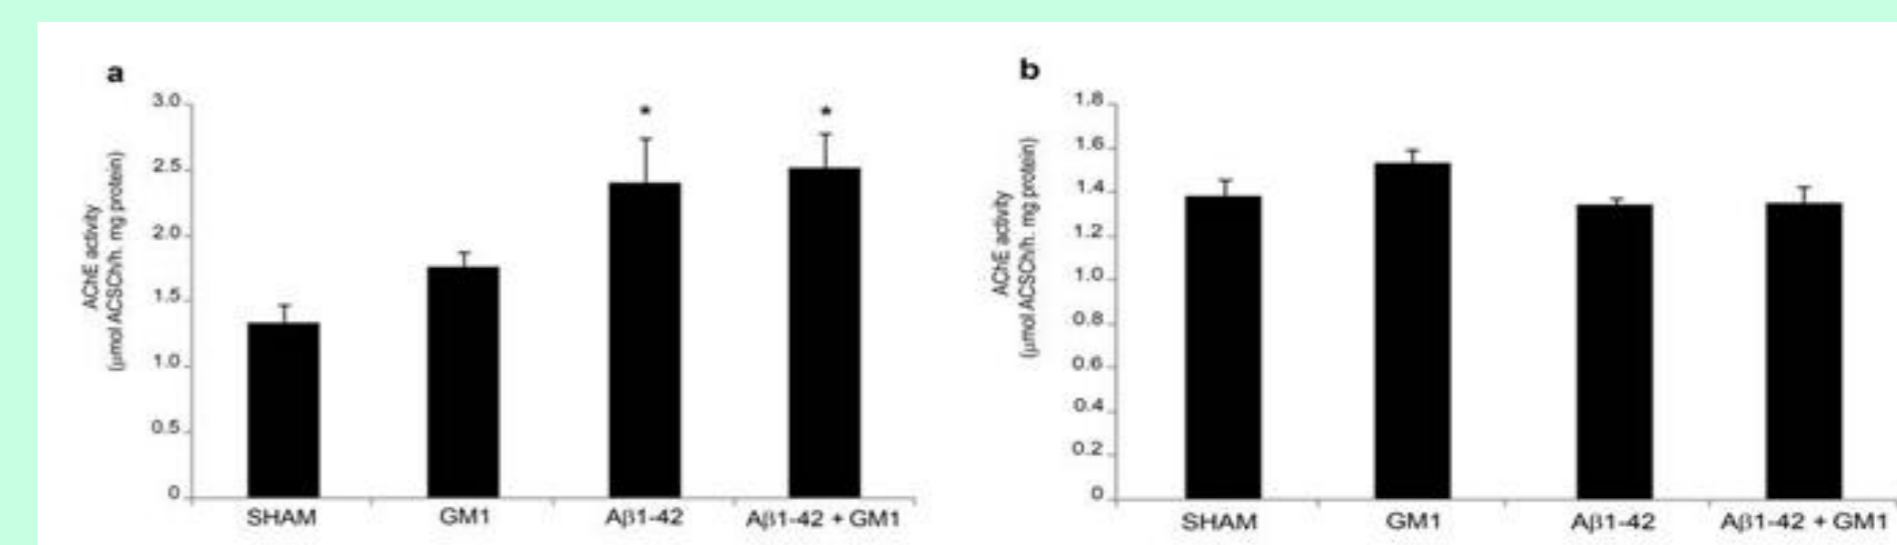 a
3.0
2.5
2.0
1.5
1.0
0.5
0
AChE activity
(μmol ACSCh/h. mg protein)
*
*
SHAM
GM1
Aβ1-42
Aβ1-42 + GM1
b
1.8
1.6
1.4
1.2
1.0
0.8
0.6
0.4
0.2
0
AChE activity
(μmol ACSCh/h. mg protein)
SHAM
GM1
Aβ1-42
Aβ1-42 + GM1